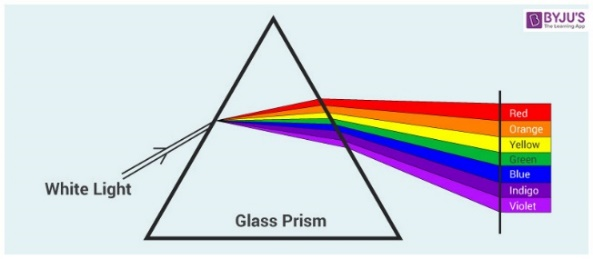 BYJU'S
The Learning App
White Light
Glass Prism
Red
Orange
Yellow
Green
Blue
Indigo
Violet